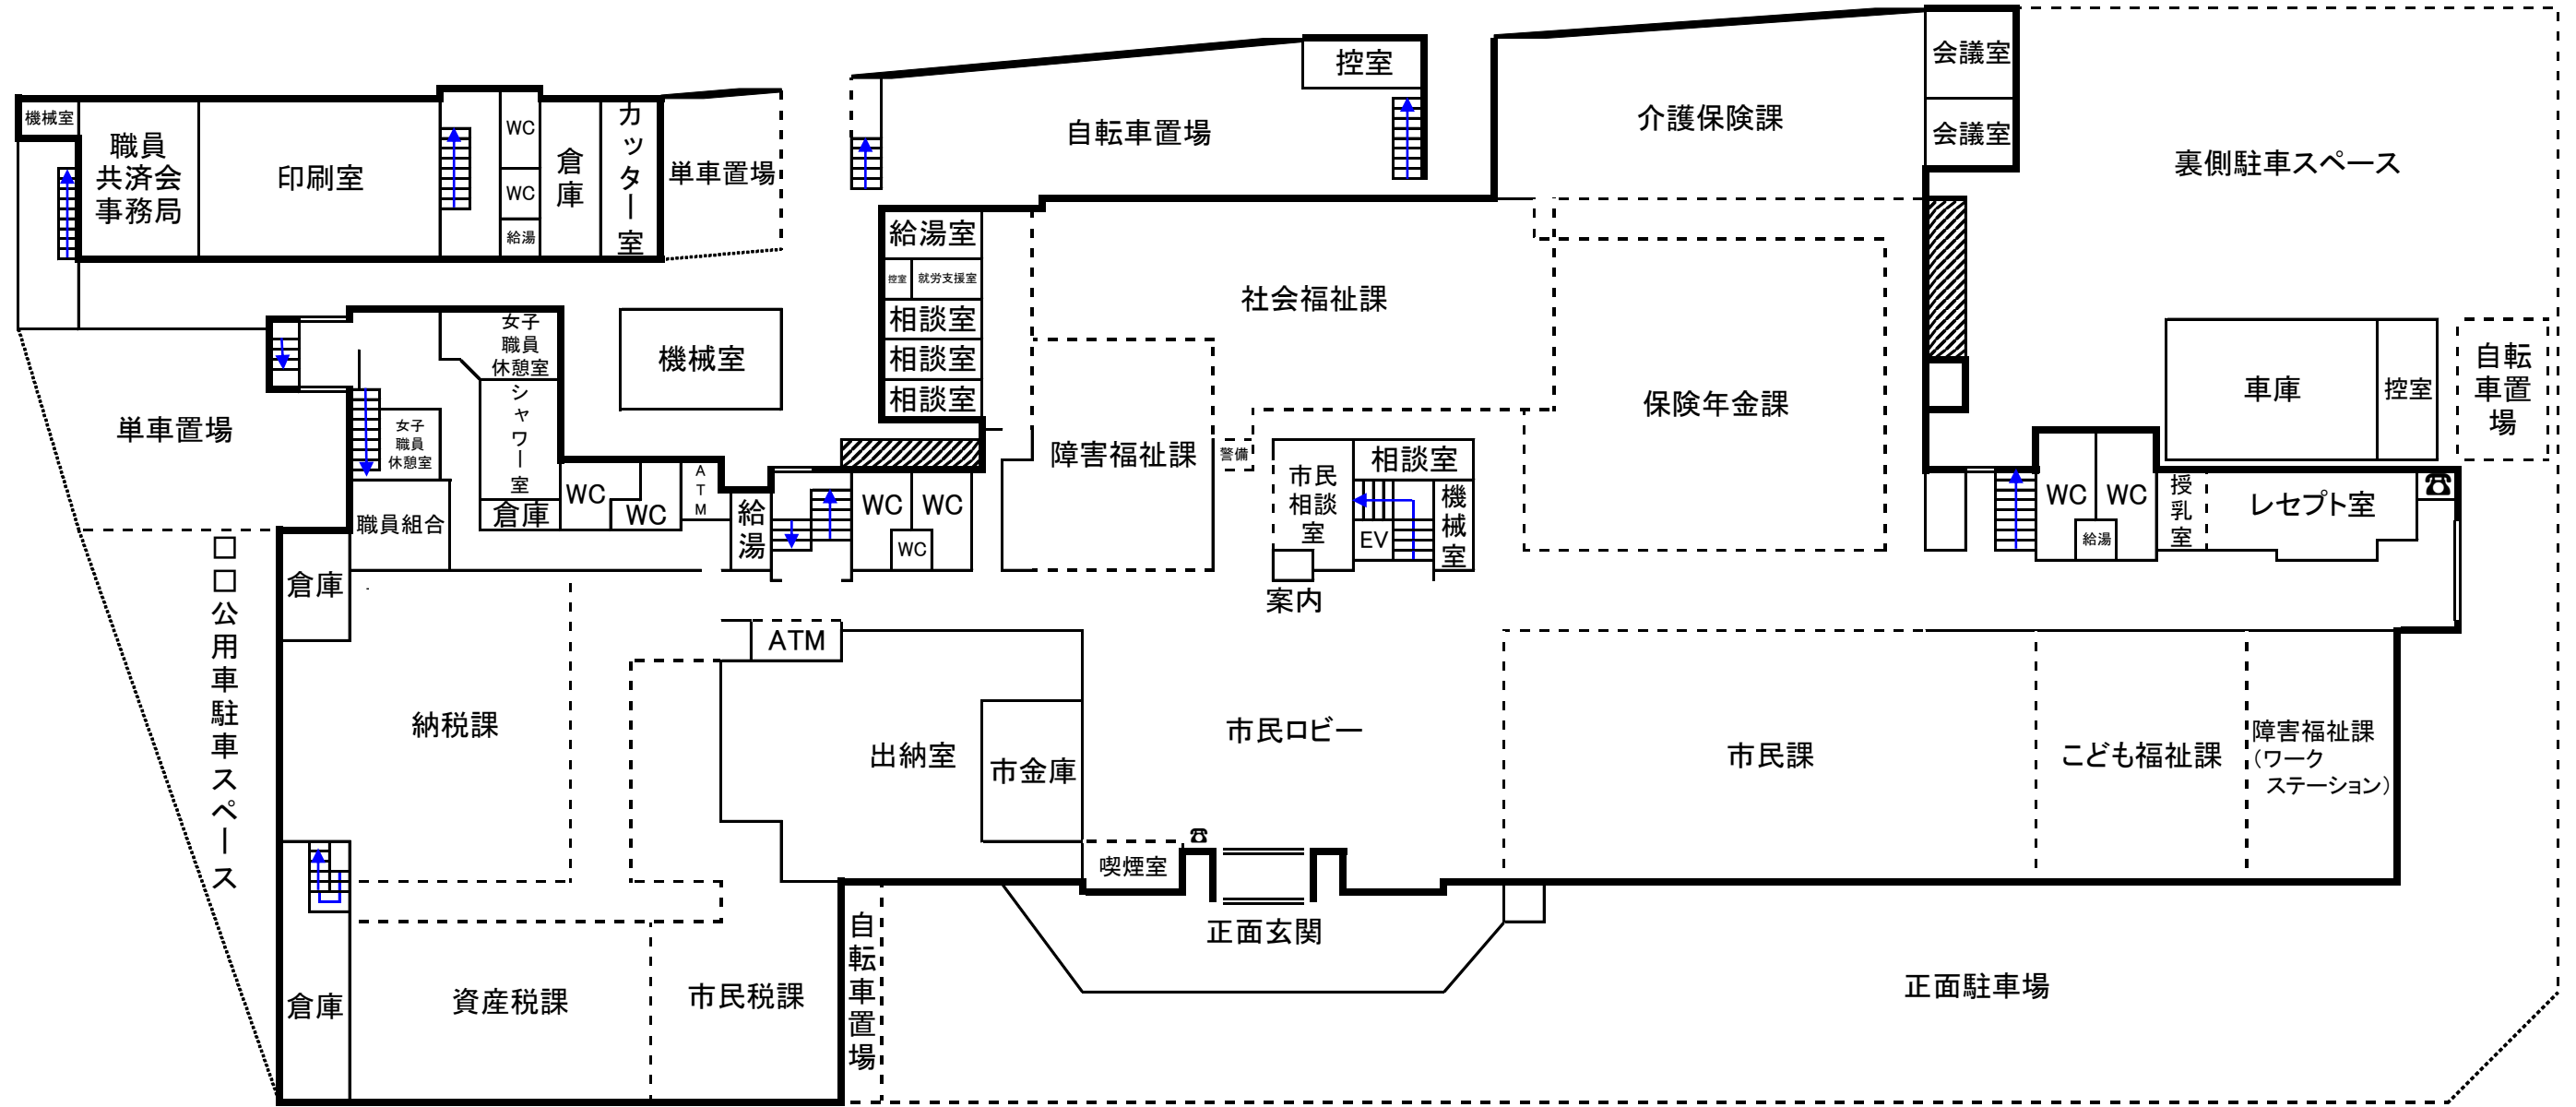 会議室
控室
機械室
職員
共済会
事務局
印刷室
WC
WC
給湯
倉庫
カッター室
単車置場
自転車置場
介護保険課
会議室
裏側駐車スペース
給湯室
控室
就労支援室
相談室
相談室
相談室
社会福祉課
女子
職員
休憩室
機械室
シャワー室
単車置場
女子
職員
休憩室
職員組合
倉庫
WC
WC
ATM
給湯
WC
WC
WC
障害福祉課
警備
市民
相談
室
相談室
EV
機械室
案内
保険年金課
車庫
控室
自転
車置
場
WC
WC
給湯
授乳室
レセプト室
☎
□□公用車駐車スペース
倉庫
納税課
ATM
出納室
市金庫
市民ロビー
市民課
こども福祉課
障害福祉課
(ワーク
ステーション)
☎
喫煙室
正面玄関
倉庫
資産税課
市民税課
自転車置場
正面駐車場